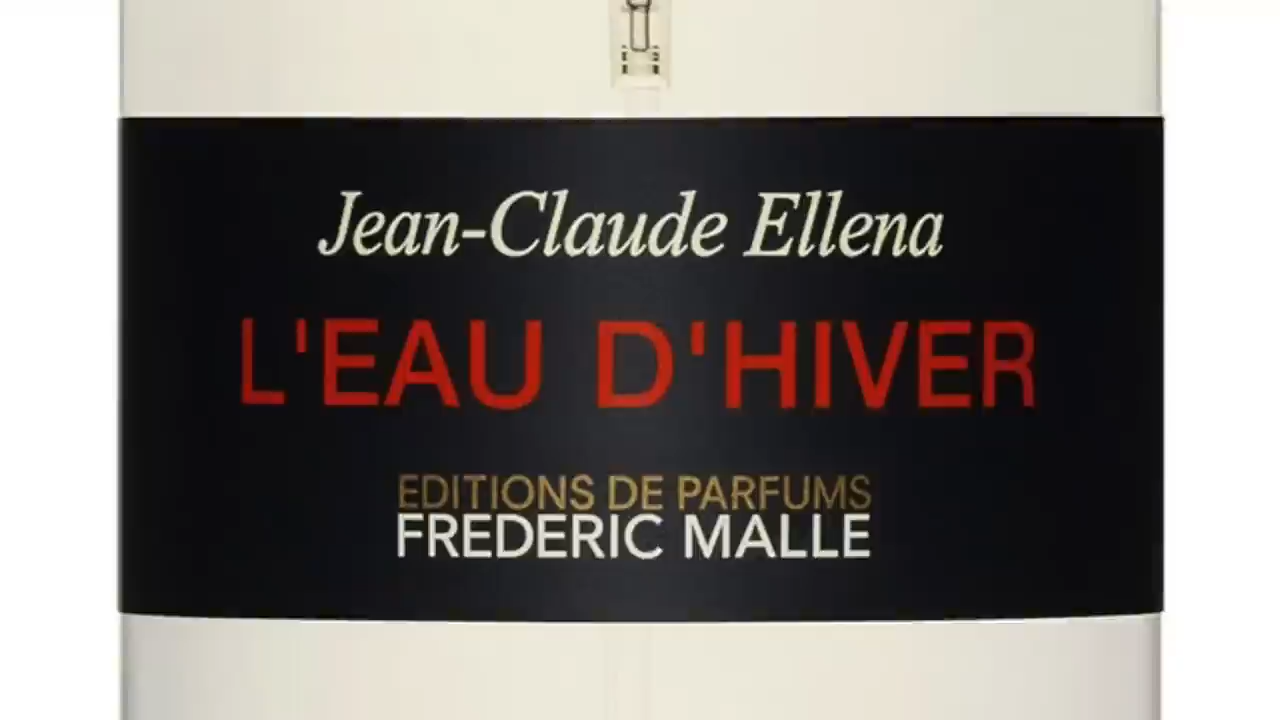 Jean-Claude Ellena
L'EAU D'HIVER
EDITIONS DE PARFUMS
FREDERIC MALLE